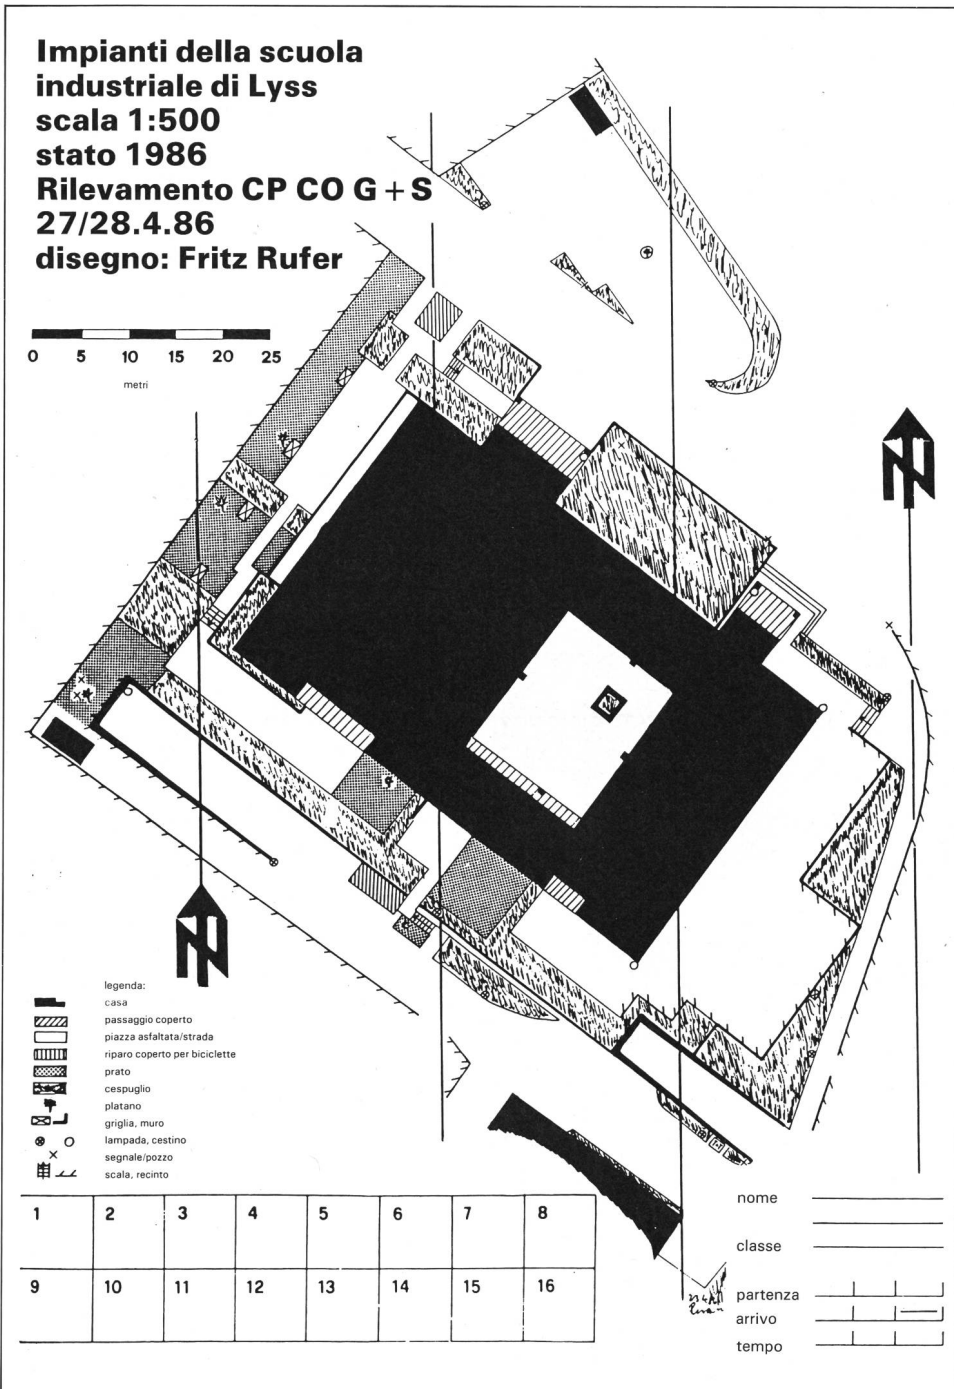 Impianti della scuola
industriale di Lyss
scala 1:500
stato 1986
Rilevamento CP CO G + S
27/28.4.86
disegno: Fritz Rufer
0 5 10 15 20 25
metri
legenda:
casa
passaggio coperto
piazza asfaltata/strada
riparo coperto per biciclette
prato
cespuglio
platano
griglia, muro
lampada, cestino
segnale/pozzo
scala, recinto
1 2 3 4 5 6 7 8
9 10 11 12 13 14 15 16
nome
classe
partenza
arrivo
tempo